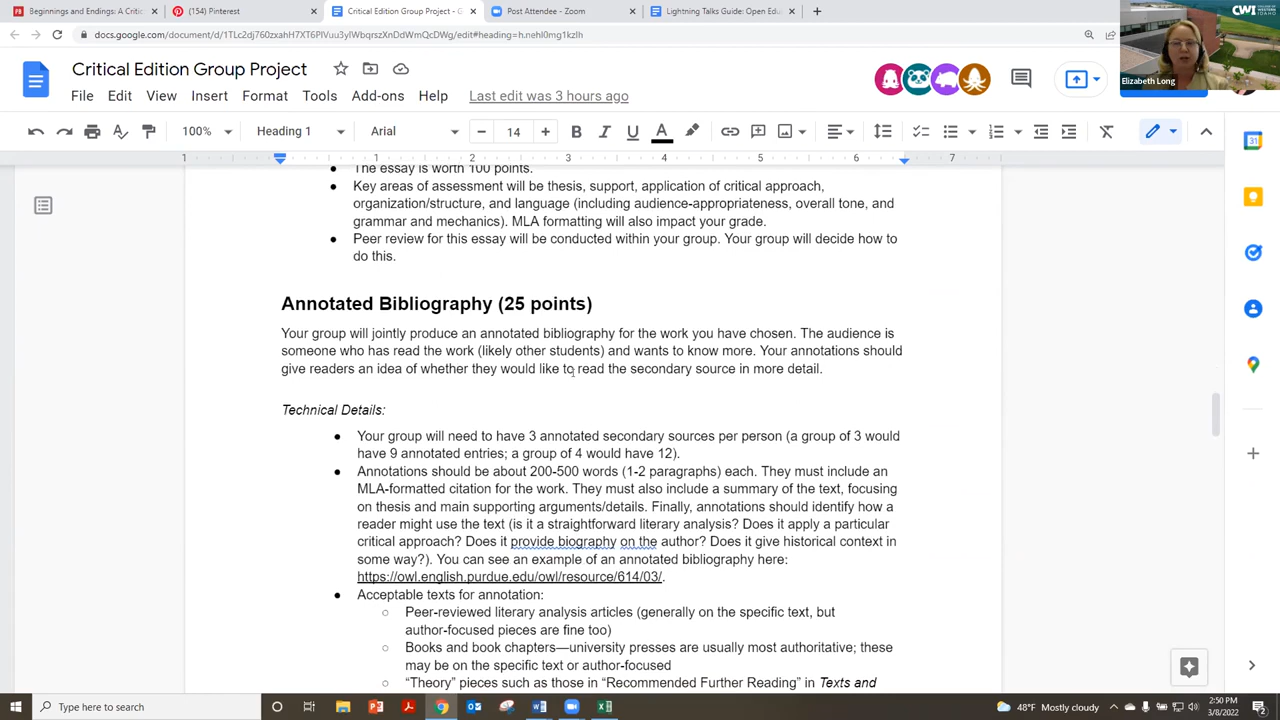 Beginnings and Endings: A Critic
(154) Pinterest
Critical Edition Group Project - G
Post Attendee - Zoom
Lightning Talks Guide: Open Edu
docs.google.com/document/d/1TLc2dj760zxahH7XT6PlVuu3ylWbqrszXnDdWmQcDWg/edit#heading=h.nehl0mg1kzlh
CWI COLLEGE OF WESTERN IDAHO
Elizabeth Long
Critical Edition Group Project
File Edit View Insert Format Tools Add-ons Help Last edit was 3 hours ago
100% Heading 1 Arial 14
1 1 2 3 4 5 6 7
The essay is worth 100 points.
Key areas of assessment will be thesis, support, application of critical approach,
organization/structure, and language (including audience-appropriateness, overall tone, and
grammar and mechanics). MLA formatting will also impact your grade.
Peer review for this essay will be conducted within your group. Your group will decide how to
do this.
Annotated Bibliography (25 points)
Your group will jointly produce an annotated bibliography for the work you have chosen. The audience is
someone who has read the work (likely other students) and wants to know more. Your annotations should
give readers an idea of whether they would like to read the secondary source in more detail.
Technical Details:
Your group will need to have 3 annotated secondary sources per person (a group of 3 would
have 9 annotated entries; a group of 4 would have 12).
Annotations should be about 200-500 words (1-2 paragraphs) each. They must include an
MLA-formatted citation for the work. They must also include a summary of the text, focusing
on thesis and main supporting arguments/details. Finally, annotations should identify how a
reader might use the text (is it a straightforward literary analysis? Does it apply a particular
critical approach? Does it provide biography on the author? Does it give historical context in
some way?). You can see an example of an annotated bibliography here:
https://owl.english.purdue.edu/owl/resource/614/03/.
Acceptable texts for annotation:
Peer-reviewed literary analysis articles (generally on the specific text, but
author-focused pieces are fine too)
Books and book chapters—university presses are usually most authoritative; these
may be on the specific text or author-focused
“Theory” pieces such as those in “Recommended Further Reading” in Texts and
Type here to search
48°F Mostly cloudy
2:50 PM
3/8/2022